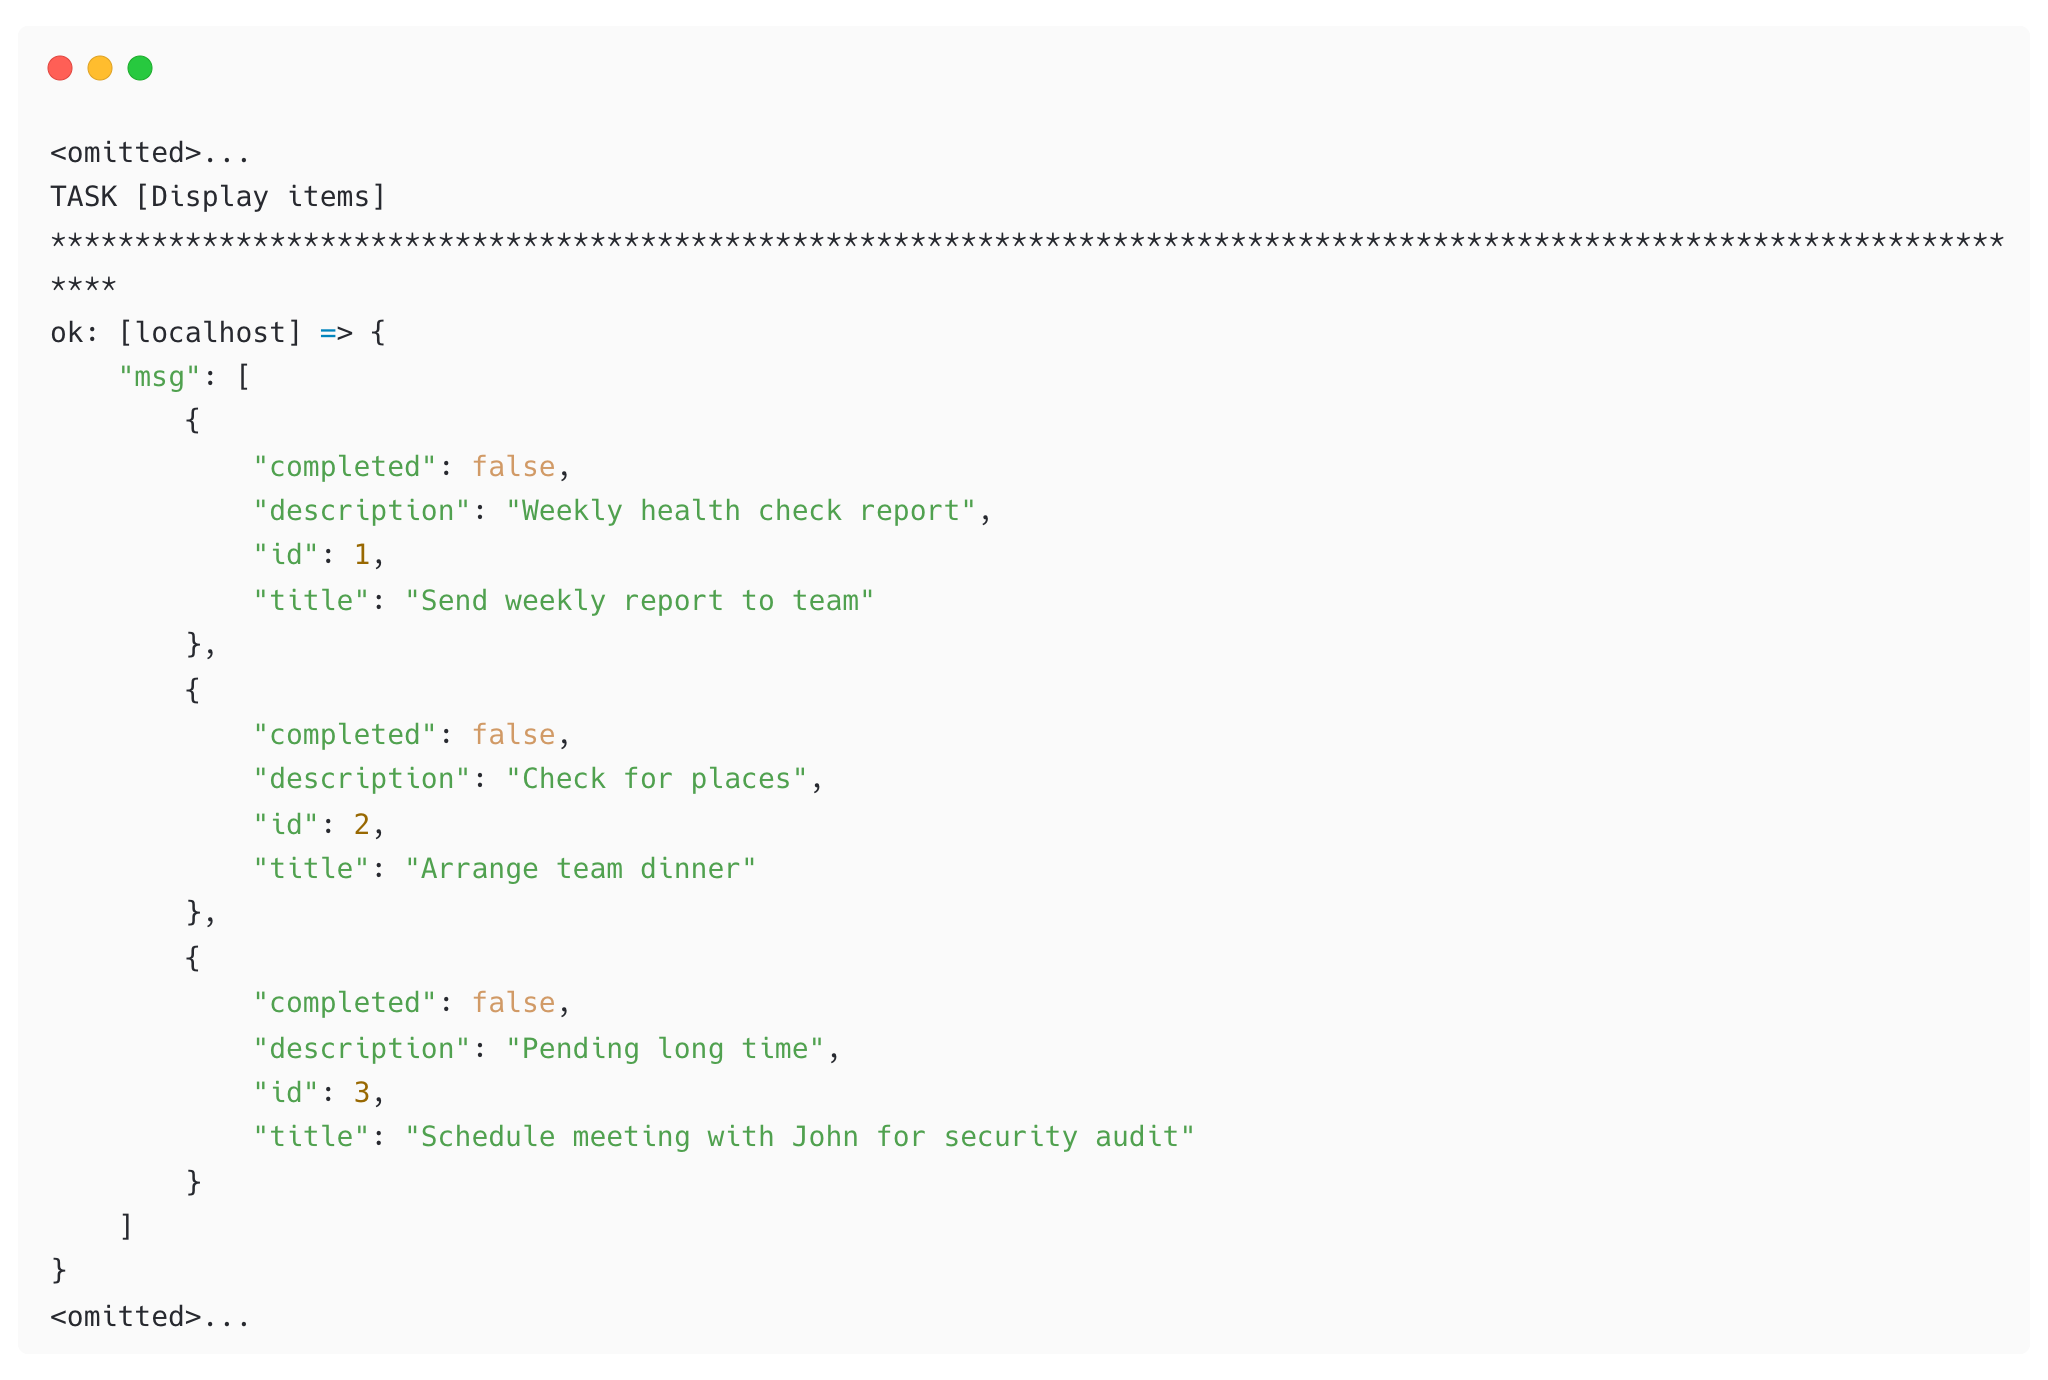 <omitted>...
TASK [Display items]
********************************************************************************************************************
****
ok: [localhost] => {
    "msg": [
        {
            "completed": false,
            "description": "Weekly health check report",
            "id": 1,
            "title": "Send weekly report to team"
        },
        {
            "completed": false,
            "description": "Check for places",
            "id": 2,
            "title": "Arrange team dinner"
        },
        {
            "completed": false,
            "description": "Pending long time",
            "id": 3,
            "title": "Schedule meeting with John for security audit"
        }
    ]
}
<omitted>...